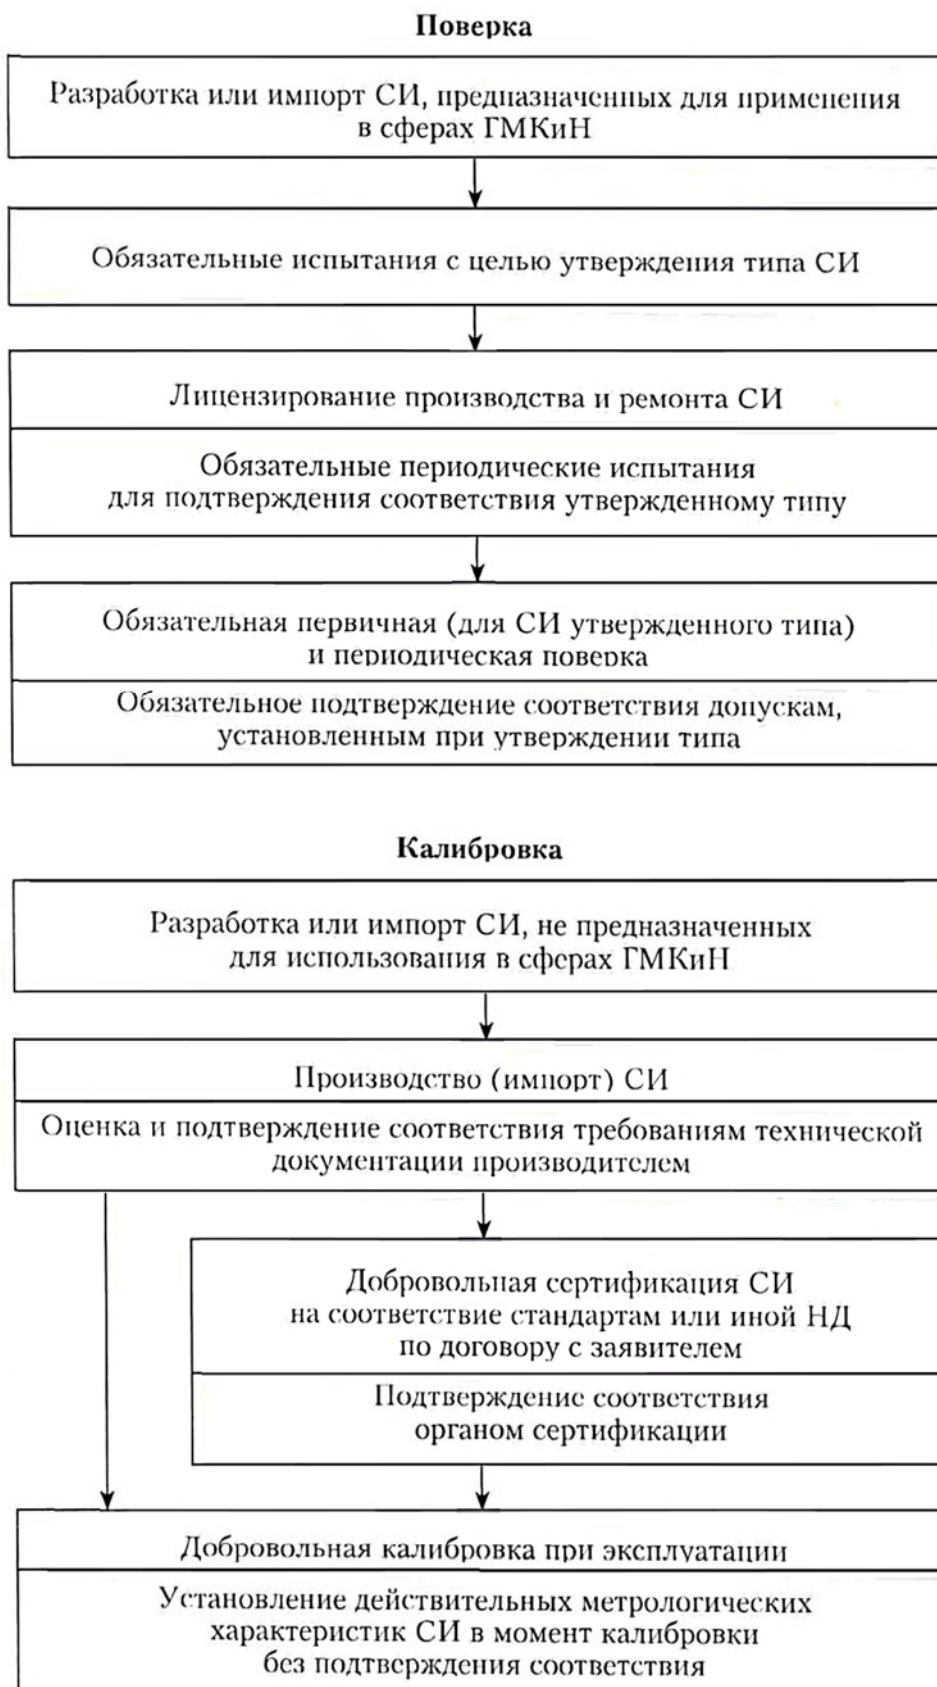 Поверка
Разработка или импорт СИ, предназначенных для применения
в сферах ГМКиН
Обязательные испытания с целью утверждения типа СИ
Лицензирование производства и ремонта СИ
Обязательные периодические испытания
для подтверждения соответствия утвержденному типу
Обязательная первичная (для СИ утвержденного типа)
и периодическая поверка
Обязательное подтверждение соответствия допускам,
установленным при утверждении типа
Калибровка
Разработка или импорт СИ, не предназначенных
для использования в сферах ГМКиН
Производство (импорт) СИ
Оценка и подтверждение соответствия требованиям технической
документации производителем
Добровольная сертификация СИ
на соответствие стандартам или иной НД
по договору с заявителем
Подтверждение соответствия
органом сертификации
Добровольная калибровка при эксплуатации
Установление действительных метрологических
характеристик СИ в момент калибровки
без подтверждения соответствия